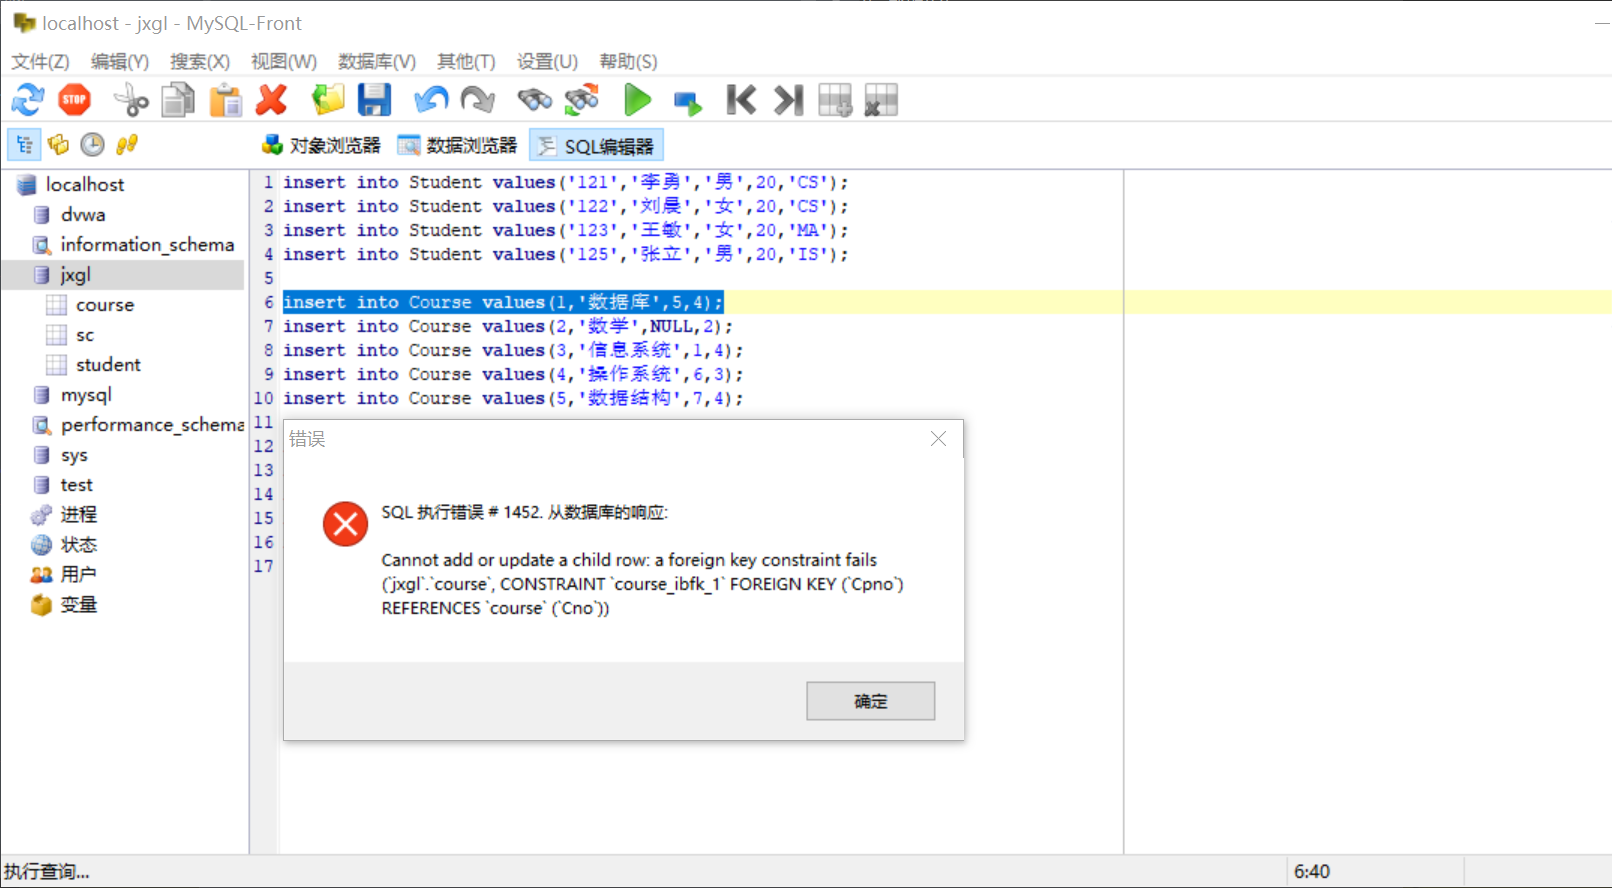 localhost - jxgl - MySQL-Front
文件(Z) 编辑(Y) 搜索(X) 视图(W) 数据库(V) 其他(T) 设置(U) 帮助(S)
STOP
对象浏览器 数据浏览器 SQL编辑器
localhost
dvwa
information_schema
jxgl
course
sc
student
mysql
performance_schema
sys
test
进程
状态
用户
变量
1 insert into Student values('121','李勇','男',20,'CS');
2 insert into Student values('122','刘晨','女',20,'CS');
3 insert into Student values('123','王敏','女',20,'MA');
4 insert into Student values('125','张立','男',20,'IS');
5
6 insert into Course values(1,'数据库',5,4);
7 insert into Course values(2,'数学',NULL,2);
8 insert into Course values(3,'信息系统',1,4);
9 insert into Course values(4,'操作系统',6,3);
10 insert into Course values(5,'数据结构',7,4);
11
12
13
14
15
16
17
错误
SQL 执行错误 # 1452. 从数据库的响应:
Cannot add or update a child row: a foreign key constraint fails
(`jxgl`.`course`, CONSTRAINT `course_ibfk_1` FOREIGN KEY (`Cpno`)
REFERENCES `course` (`Cno`))
确定
执行查询...
6:40